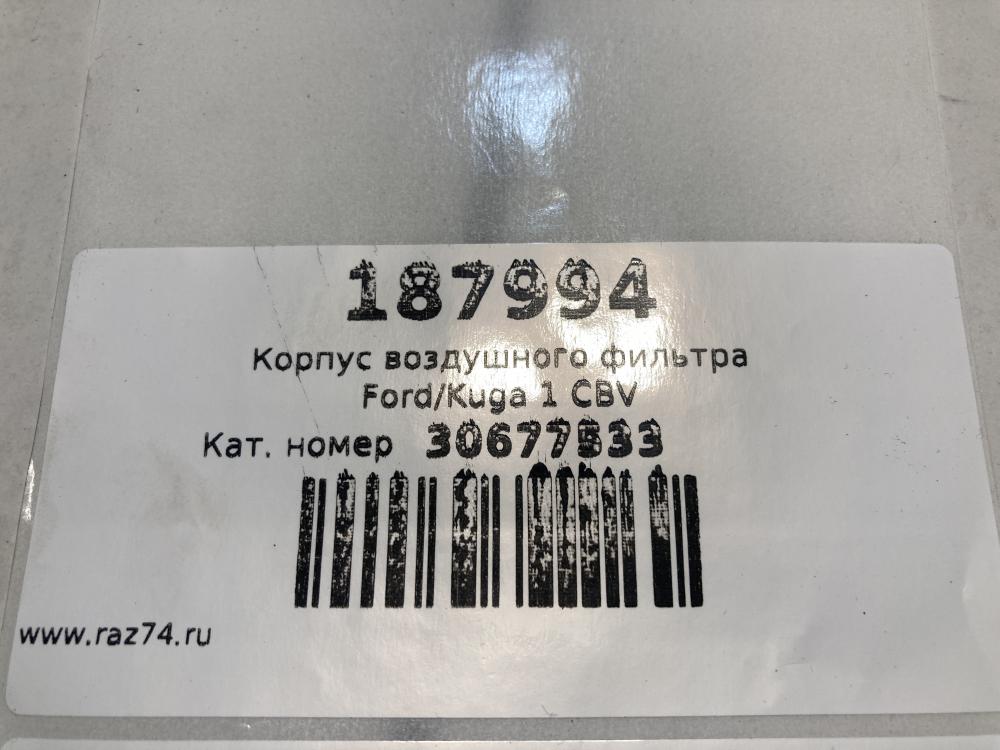 187994
Корпус воздушного фильтра
Ford/Kuga 1 CBV
Кат. номер 30677533
www.raz74.ru